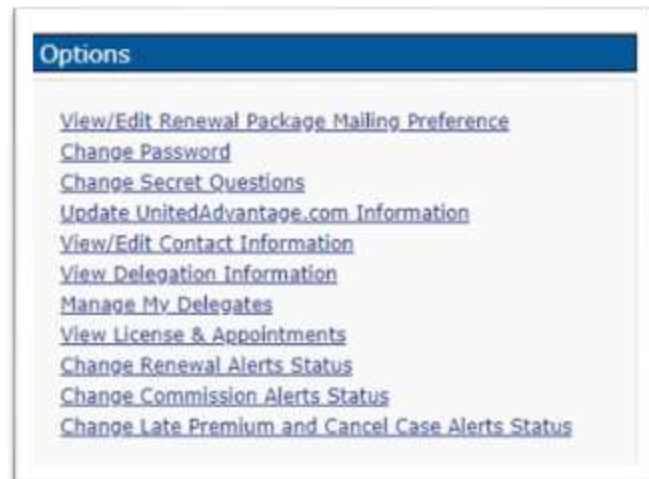 Options
View/Edit Renewal Package Mailing Preference
Change Password
Change Secret Questions
Update UnitedAdvantage.com Information
View/Edit Contact Information
View Delegation Information
Manage My Delegates
View License & Appointments
Change Renewal Alerts Status
Change Commission Alerts Status
Change Late Premium and Cancel Case Alerts Status